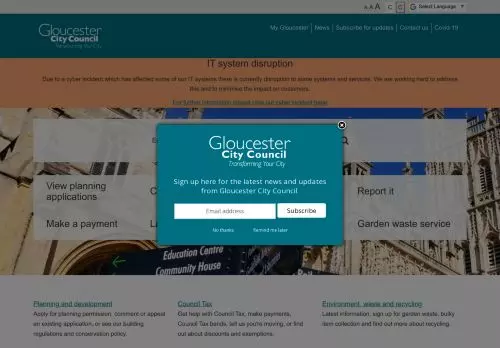 A A A C C Select Language
Gloucester
City Council
Transforming Your City
My Gloucester News Subscribe for updates Contact us Covid-19
IT system disruption
Due to a cyber incident which has affected some of our IT systems there is currently disruption to some systems and services. We are working hard to address
this and to minimise the impact on customers.
For further information please view our cyber incident page
Gloucester
City Council
Transforming Your City
Sign up here for the latest news and updates
from Gloucester City Council
Email address Subscribe
No thanks Remind me later
View planning
applications
Report it
Make a payment
Garden waste service
Education Centre
Community House
Planning and development
Apply for planning permission, comment or appeal
an existing application, or see our building
regulations and conservation policy.
Council Tax
Get help with Council Tax, make payments,
Council Tax bands, tell us you're moving, or find
out about discounts and exemptions.
Environment, waste and recycling
Latest information, sign up for garden waste, bulky
item collection and find out more about recycling.